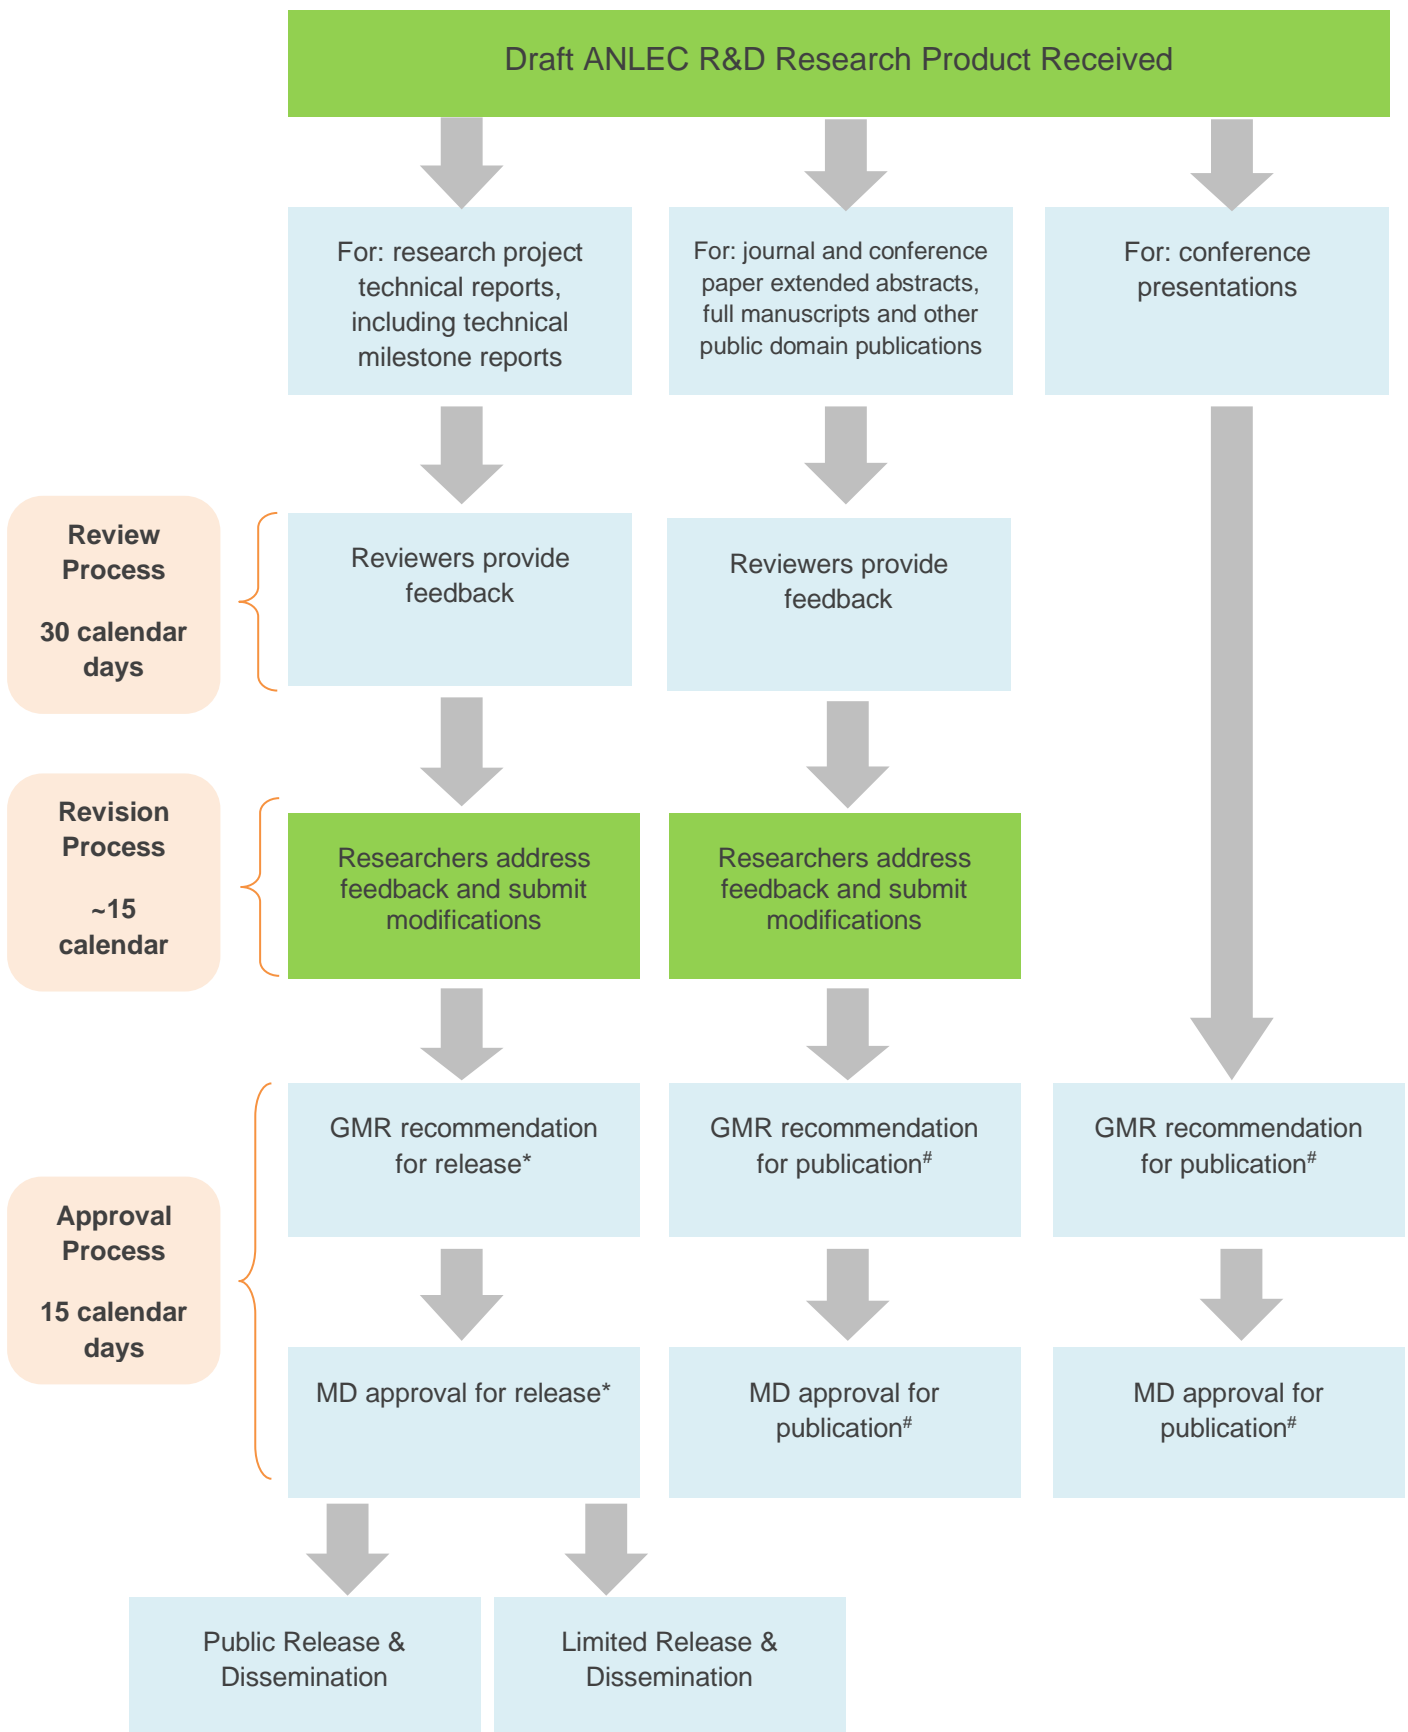 Draft ANLEC R&D Research Product Received
For: research project
technical reports,
including technical
milestone reports
For: journal and conference
paper extended abstracts,
full manuscripts and other
public domain publications
For: conference
presentations
Review
Process
30 calendar
days
Reviewers provide
feedback
Reviewers provide
feedback
Revision
Process
~15
calendar
Researchers address
feedback and submit
modifications
Researchers address
feedback and submit
modifications
Approval
Process
15 calendar
days
GMR recommendation
for release*
GMR recommendation
for publication#
GMR recommendation
for publication#
MD approval for release*
MD approval for
publication#
MD approval for
publication#
Public Release &
Dissemination
Limited Release &
Dissemination